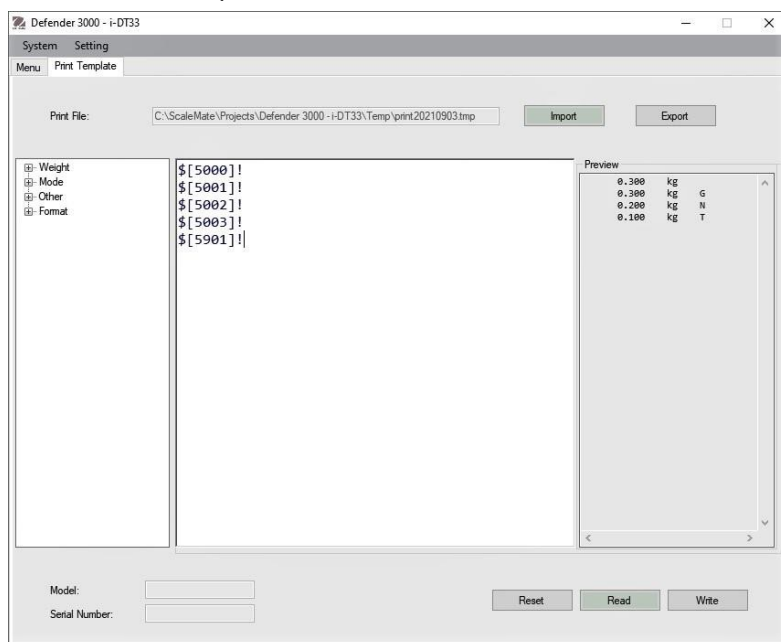 Defender 3000 - i-DT33
System Setting
Menu Print Template
Print File: C:\ScaleMate\Projects\Defender 3000 - i-DT33\Temp\print20210903.tmp Import Export
Weight
Mode
Other
Format
$[5000]!
$[5001]!
$[5002]!
$[5003]!
$[5901]!
Preview
0.300 kg
0.300 kg G
0.200 kg N
0.100 kg T
Model:
Serial Number:
Reset Read Write